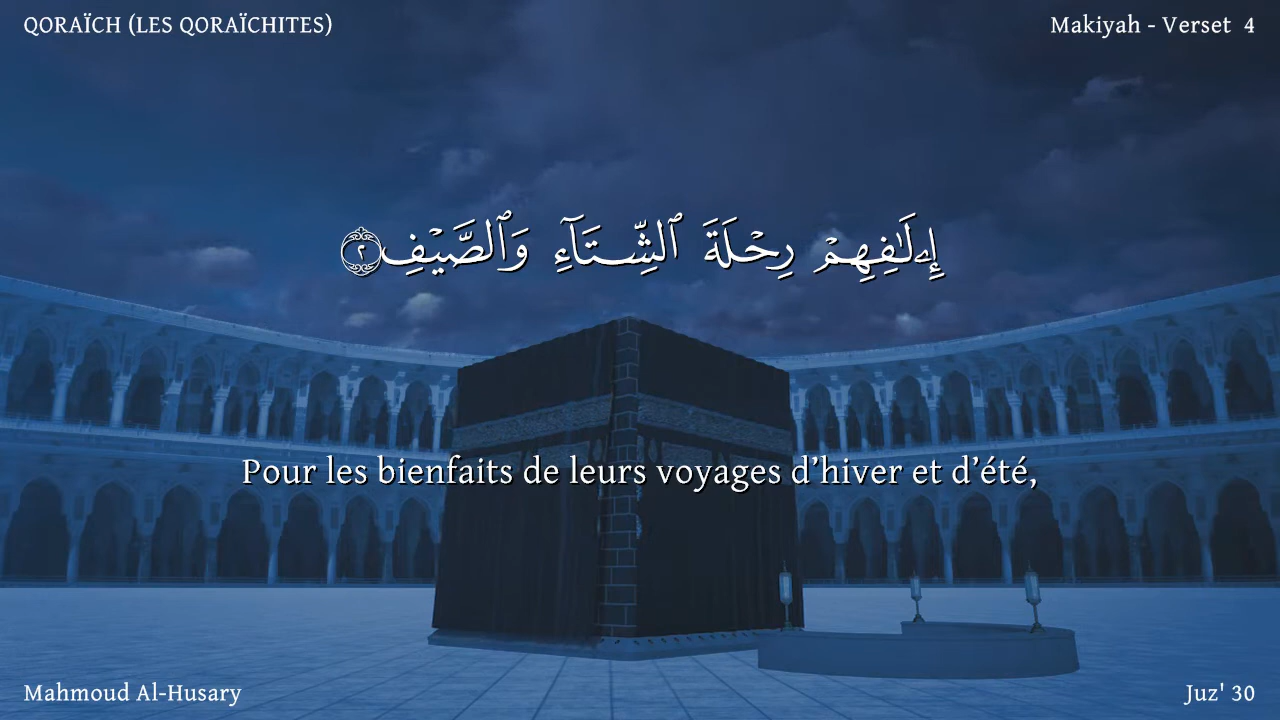 QORAÏCH (LES QORAÏCHITES)
Makiyah - Verset 4
إِۦلَٰفِهِمْ رِحْلَةَ ٱلشِّتَآءِ وَٱلصَّيْفِ ٢
Pour les bienfaits de leurs voyages d’hiver et d’été,
Mahmoud Al-Husary
Juz' 30